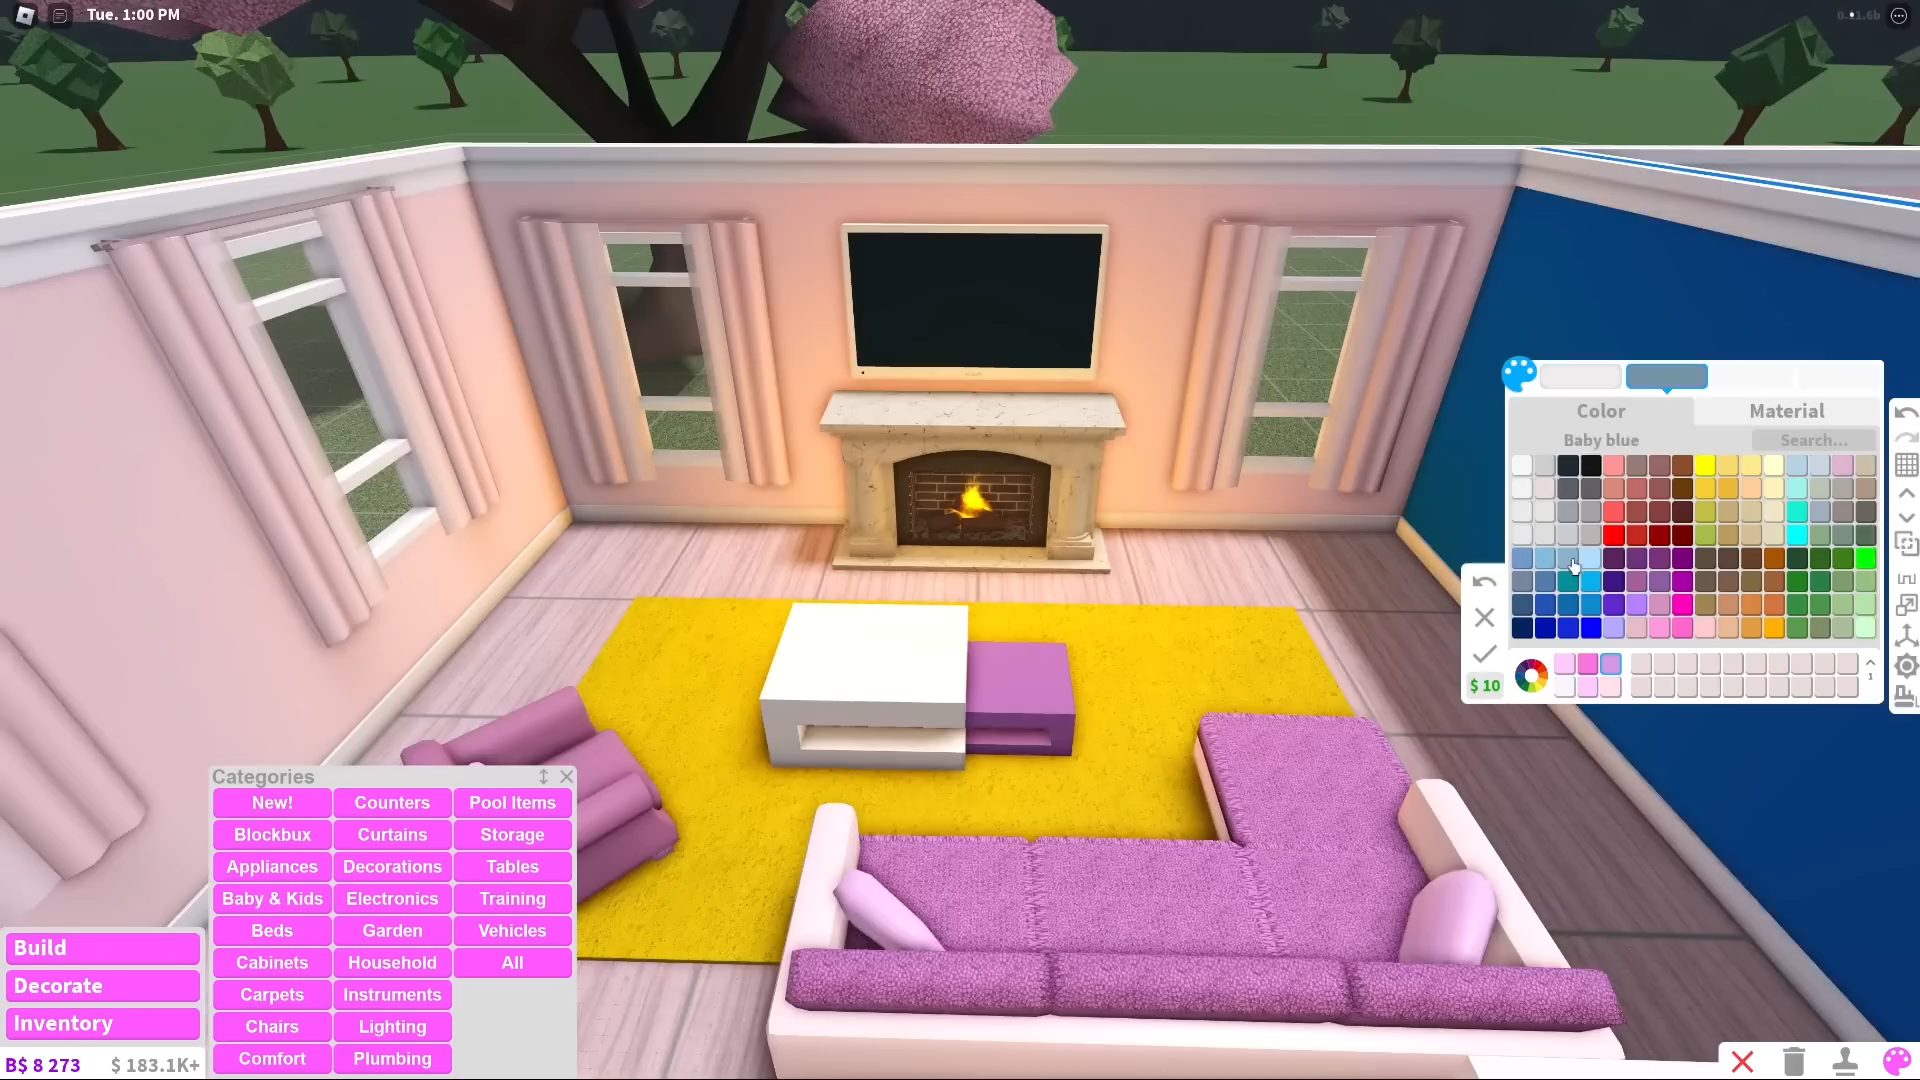 Tue. 1:00 PM
Color
Material
Baby blue
Search...
$ 10
1
Categories
New!
Counters
Pool Items
Blockbux
Curtains
Storage
Appliances
Decorations
Tables
Baby & Kids
Electronics
Training
Beds
Garden
Vehicles
Cabinets
Household
All
Carpets
Instruments
Chairs
Lighting
Comfort
Plumbing
Build
Decorate
Inventory
B$ 8 273
$ 183.1K+